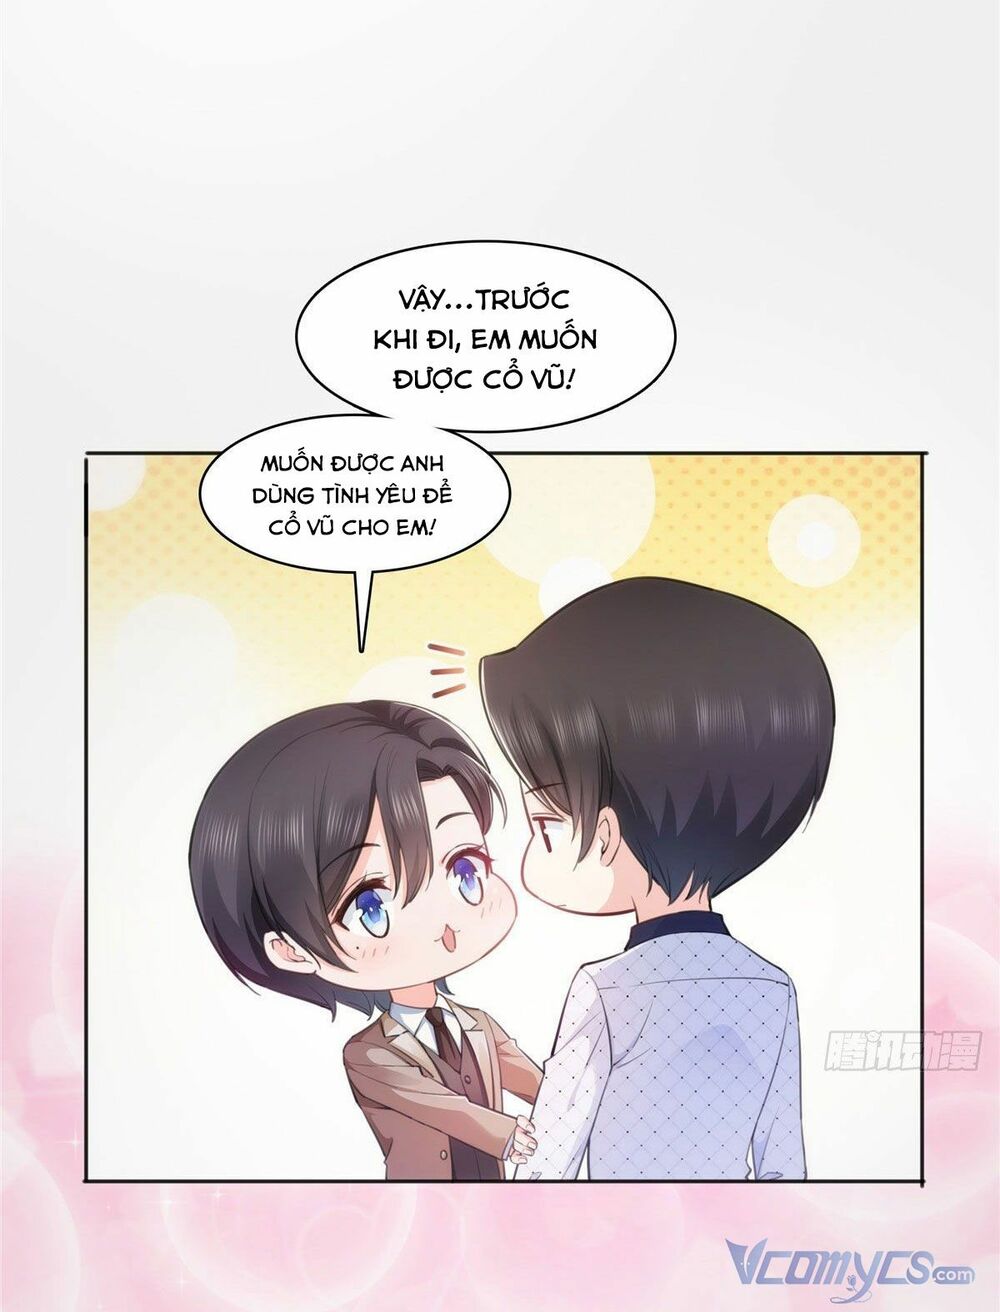 VẬY...TRƯỚC
KHI ĐI, EM MUỐN
ĐƯỢC CỔ VŨ!
MUỐN ĐƯỢC ANH
DÙNG TÌNH YÊU ĐỂ
CỔ VŨ CHO EM!
腾讯动漫
Vcomycs.com